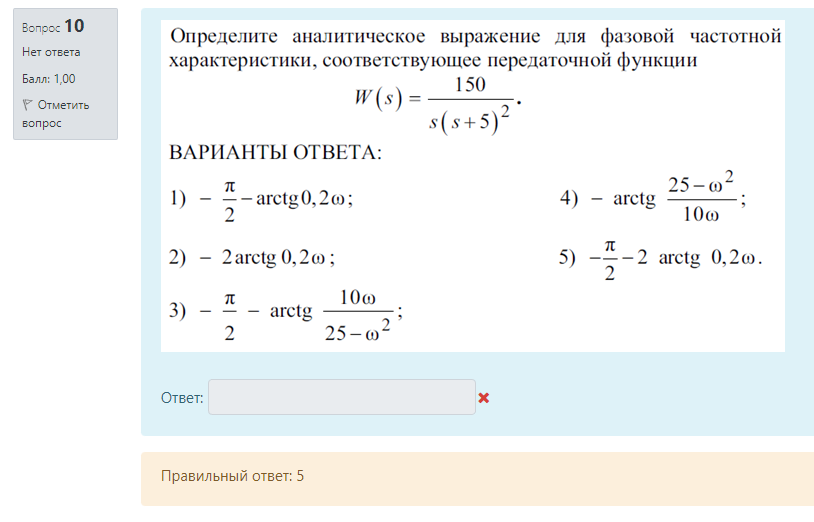 Вопрос 10
Нет ответа
Балл: 1,00
Отметить
вопрос
Определите аналитическое выражение для фазовой частотной
характеристики, соответствующее передаточной функции
W(s) = 150 / s(s+5)².
ВАРИАНТЫ ОТВЕТА:
1) − π/2 − arctg 0,2ω;
2) − 2 arctg 0,2ω;
3) − π/2 − arctg 10ω / 25−ω²;
4) − arctg 25−ω² / 10ω;
5) − π/2 − 2 arctg 0,2ω.
Ответ:
Правильный ответ: 5